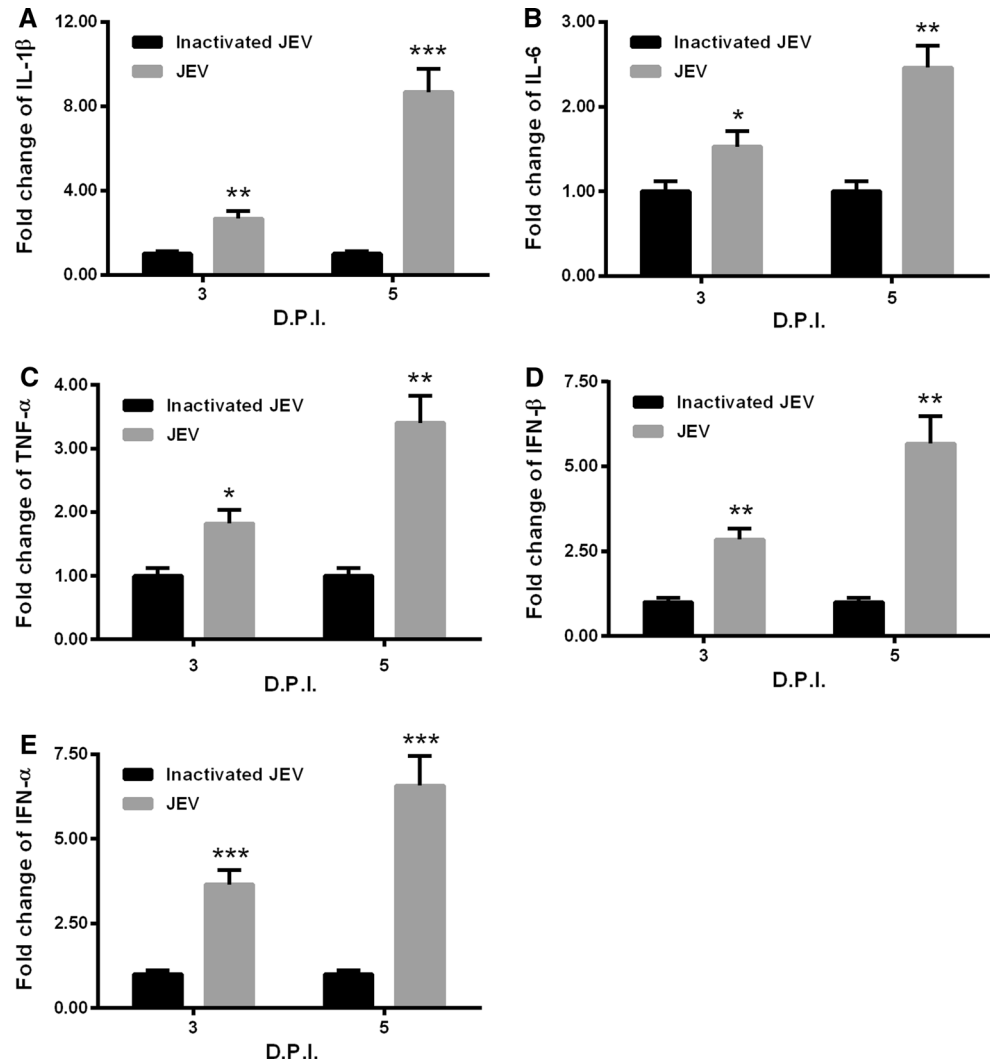 A
Fold change of IL-1β
12.00
8.00
4.00
0.00
Inactivated JEV
JEV
**
***
3
5
D.P.I.
B
Fold change of IL-6
3.00
2.00
1.00
0.00
Inactivated JEV
JEV
*
**
3
5
D.P.I.
C
Fold change of TNF-α
4.00
3.00
2.00
1.00
0.00
Inactivated JEV
JEV
*
**
3
5
D.P.I.
D
Fold change of IFN-β
7.50
5.00
2.50
0.00
Inactivated JEV
JEV
**
**
3
5
D.P.I.
E
Fold change of IFN-α
7.50
5.00
2.50
0.00
Inactivated JEV
JEV
***
***
3
5
D.P.I.